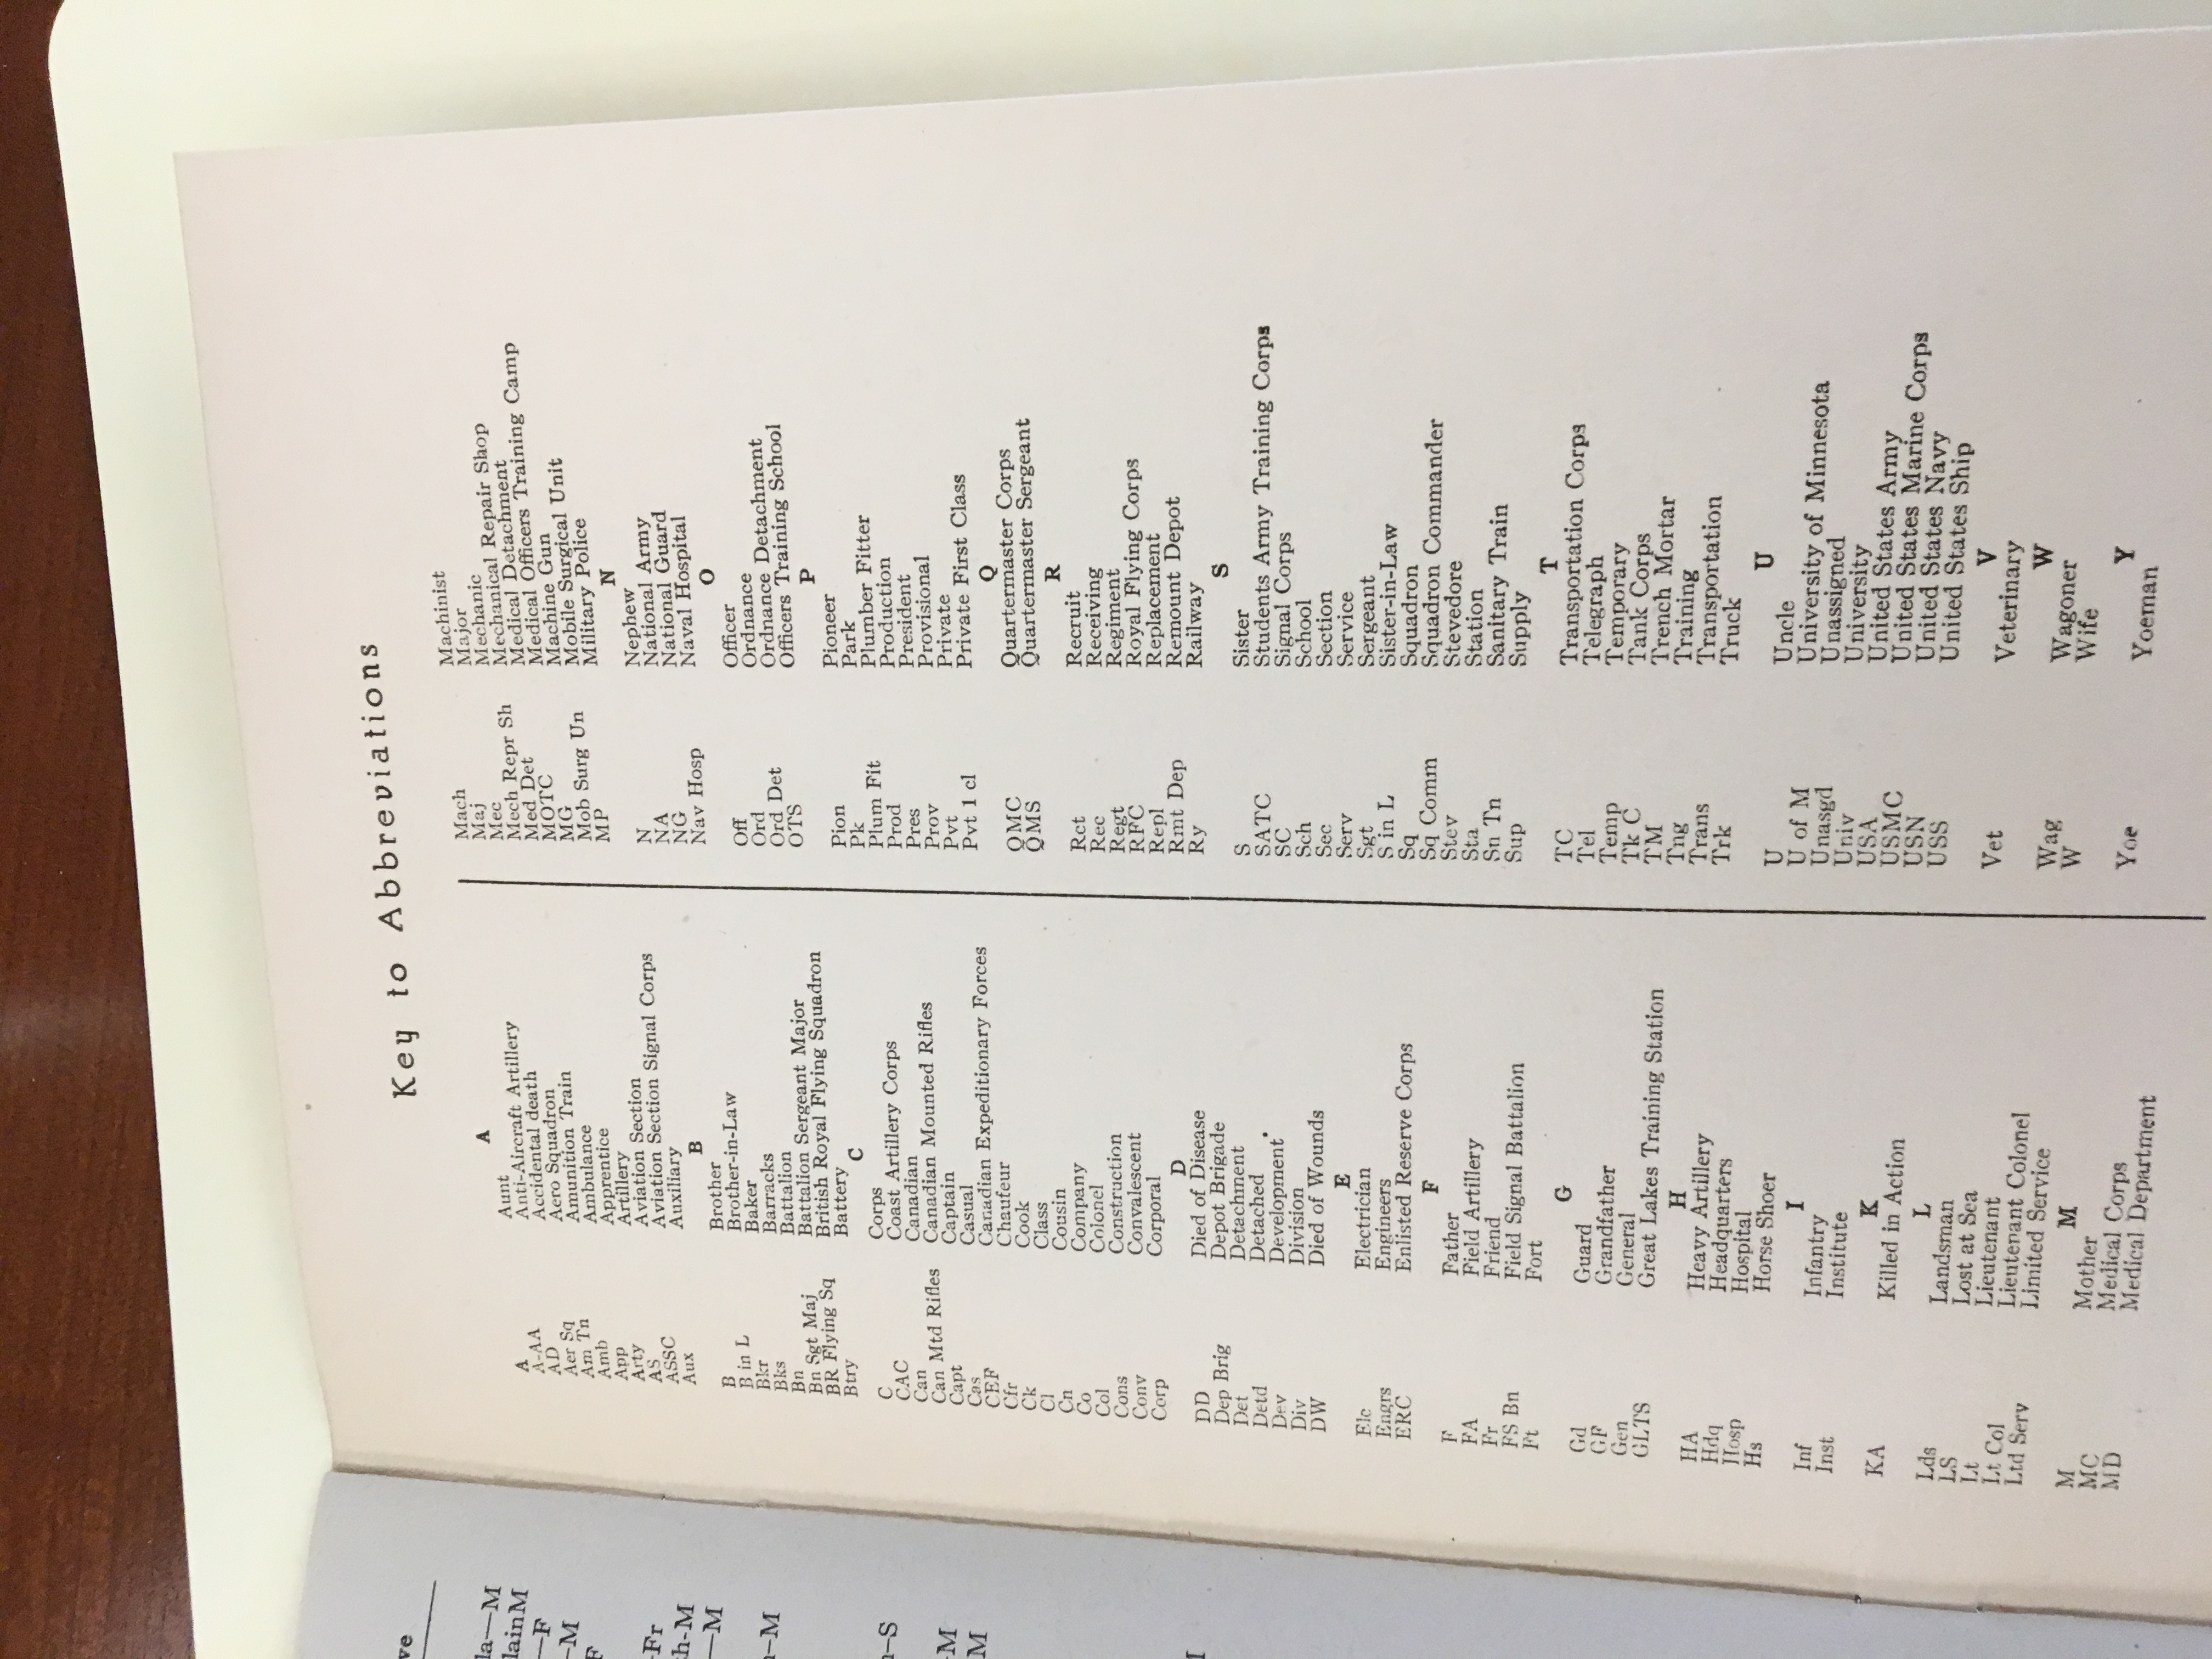 ve
la—M
lainM
—F
–M
F
-Fr
th-M
—M
n–M
n–S
-M
M
Key to Abbreviations
A
A Aunt
A-AA Anti-Aircraft Artillery
AD Accidental death
Aer Sq Aero Squadron
Am Tn Amunition Train
Amb Ambulance
App Apprentice
Arty Artillery
AS Aviation Section
ASSC Aviation Section Signal Corps
Aux Auxiliary
B
B Brother
B in L Brother-in-Law
Bkr Baker
Bks Barracks
Bn Battalion
Bn Sgt Maj Battalion Sergeant Major
BR Flying Sq British Royal Flying Squadron
Btry Battery
C
C Corps
CAC Coast Artillery Corps
Can Canadian
Can Mtd Rifles Canadian Mounted Rifles
Capt Captain
Cas Casual
CEF Canadian Expeditionary Forces
Cfr Chaufeur
Ck Cook
Cl Class
Cn Cousin
Co Company
Col Colonel
Cons Construction
Conv Convalescent
Corp Corporal
D
DD Died of Disease
Dep Brig Depot Brigade
Det Detachment
Detd Detached
Dev Development
Div Division
DW Died of Wounds
E
Elc Electrician
Engrs Engineers
ERC Enlisted Reserve Corps
F
F Father
FA Field Artillery
Fr Friend
FS Bn Field Signal Battalion
Ft Fort
G
Gd Guard
GF Grandfather
Gen General
GLTS Great Lakes Training Station
H
HA Heavy Artillery
Hdq Headquarters
Hosp Hospital
Hs Horse Shoer
I
Inf Infantry
Inst Institute
K
KA Killed in Action
L
Lds Landsman
LS Lost at Sea
Lt Lieutenant
Lt Col Lieutenant Colonel
Ltd Serv Limited Service
M
M Mother
MC Medical Corps
MD Medical Department
Mach Machinist
Maj Major
Mec Mechanic
Mech Repr Sh Mechanical Repair Shop
Med Det Medical Detachment
MOTC Medical Officers Training Camp
MG Machine Gun
Mob Surg Un Mobile Surgical Unit
MP Military Police
N
N Nephew
NA National Army
NG National Guard
Nav Hosp Naval Hospital
O
Off Officer
Ord Ordnance
Ord Det Ordnance Detachment
OTS Officers Training School
P
Pion Pioneer
Pk Park
Plum Fit Plumber Fitter
Prod Production
Pres President
Prov Provisional
Pvt Private
Pvt 1 cl Private First Class
Q
QMC Quartermaster Corps
QMS Quartermaster Sergeant
R
Rct Recruit
Rec Receiving
Regt Regiment
RFC Royal Flying Corps
Repl Replacement
Rmt Dep Remount Depot
Ry Railway
S
S Sister
SATC Students Army Training Corps
SC Signal Corps
Sch School
Sec Section
Serv Service
Sgt Sergeant
S in L Sister-in-Law
Sq Squadron
Sq Comm Squadron Commander
Stev Stevedore
Sta Station
Sn Tn Sanitary Train
Sup Supply
T
TC Transportation Corps
Tel Telegraph
Temp Temporary
Tk C Tank Corps
TM Trench Mortar
Tng Training
Trans Transportation
Trk Truck
U
U Uncle
U of M University of Minnesota
Unasgd Unassigned
Univ University
USA United States Army
USMC United States Marine Corps
USN United States Navy
USS United States Ship
V
Vet Veterinary
W
Wag Wagoner
W Wife
Y
Yoe Yoeman